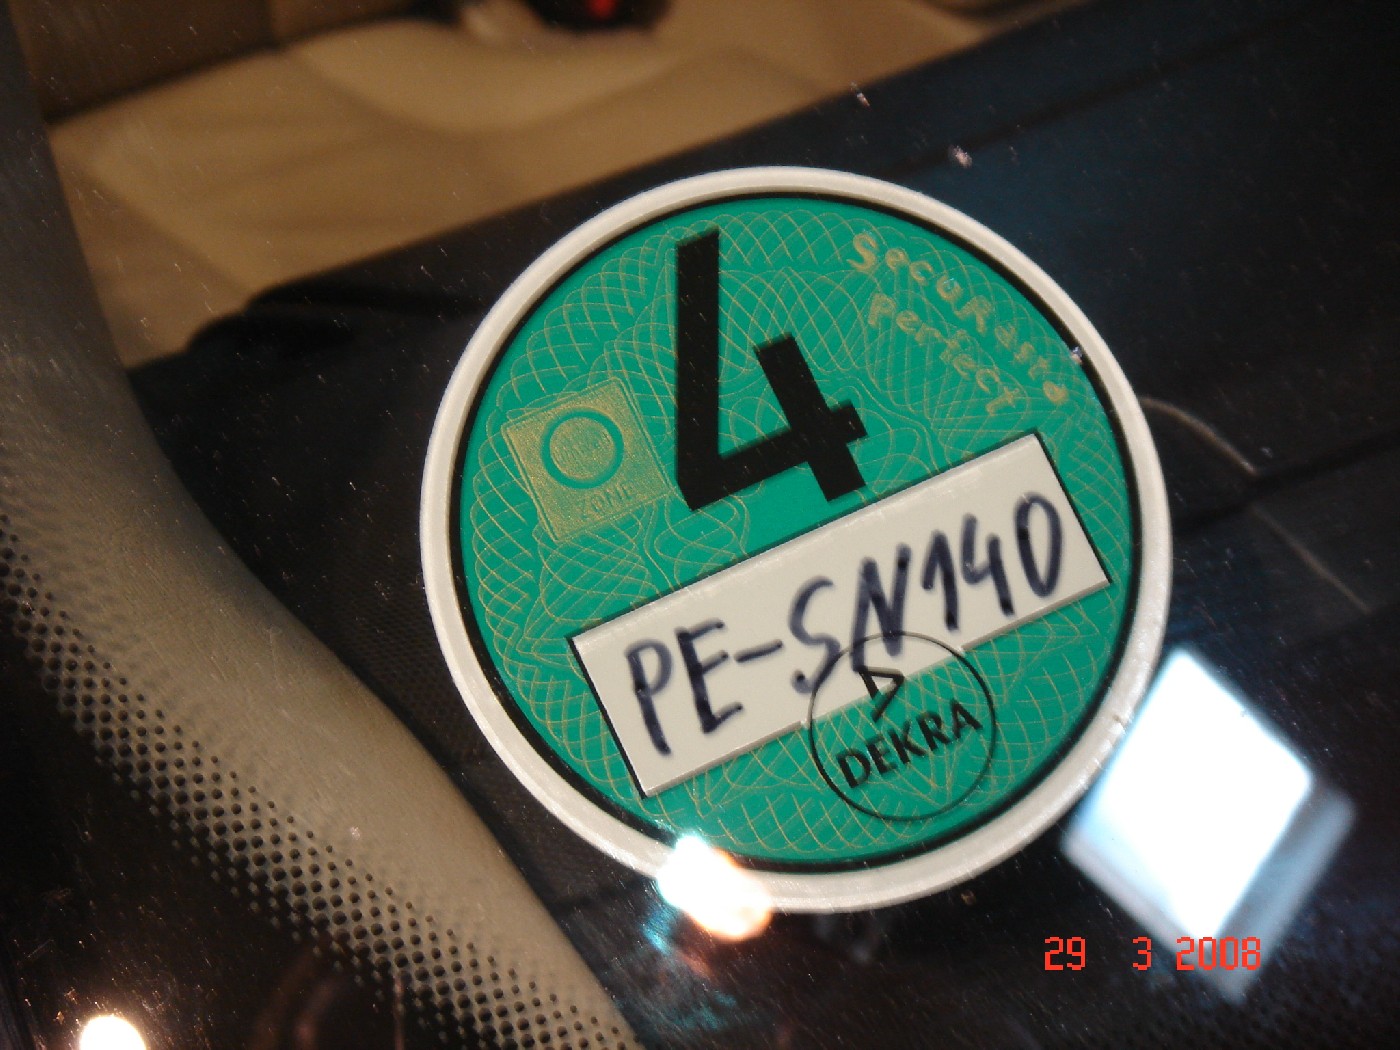 4
Securasta
Perfect
ZONE
PE-SN140
DEKRA
29 3 2008